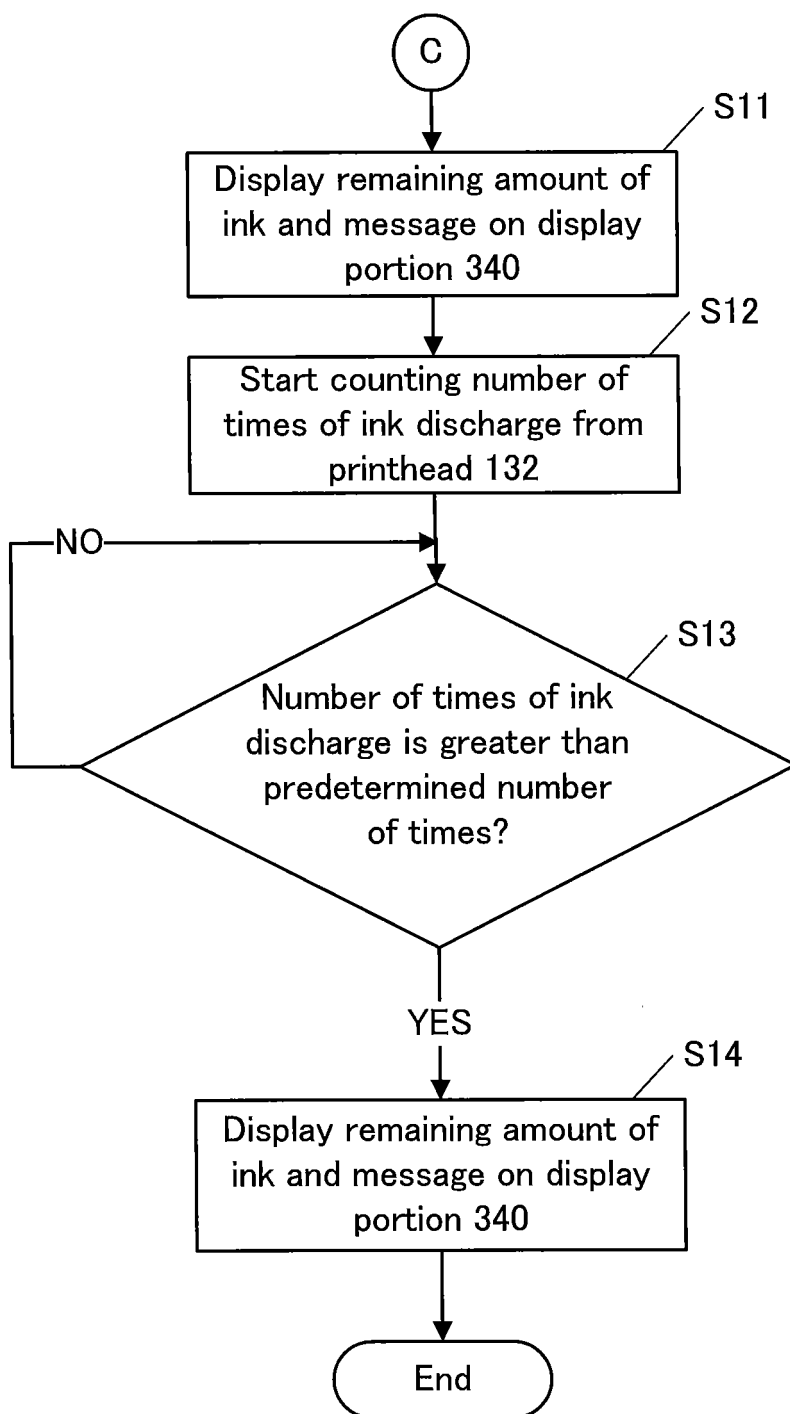 C
S11
Display remaining amount of
ink and message on display
portion 340
S12
Start counting number of
times of ink discharge from
printhead 132
NO
S13
Number of times of ink
discharge is greater than
predetermined number
of times?
YES
S14
Display remaining amount of
ink and message on display
portion 340
End